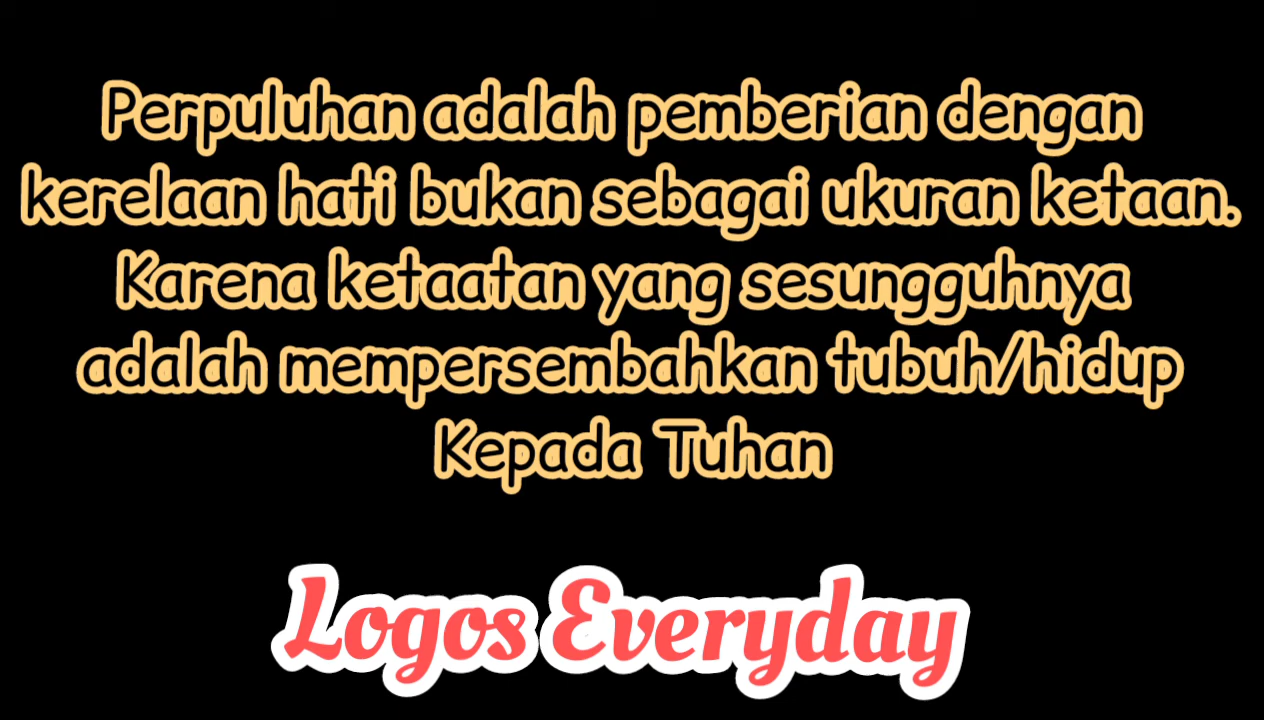 Perpuluhan adalah pemberian dengan
kerelaan hati bukan sebagai ukuran ketaan.
Karena ketaatan yang sesungguhnya
adalah mempersembahkan tubuh/hidup
Kepada Tuhan
Logos Everyday